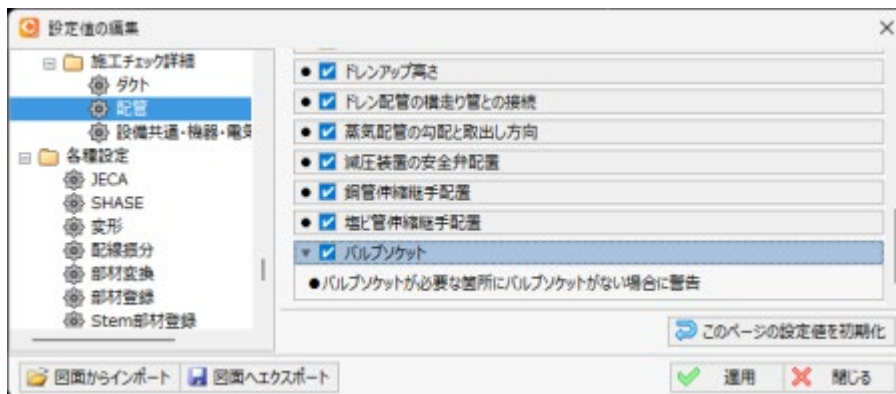 設定値の編集
施工チェック詳細
ダクト
配管
設備共通・機器・電気
各種設定
JECA
SHASE
変形
配線振分
部材変換
部材登録
Stem部材登録
ドレンアップ高さ
ドレン配管の横走り管との接続
蒸気配管の勾配と取出し方向
減圧装置の安全弁配置
銅管伸縮継手配置
塩ビ管伸縮継手配置
バルブソケット
●バルブソケットが必要な箇所にバルブソケットがない場合に警告
このページの設定値を初期化
図面からインポート 図面へエクスポート 適用 閉じる